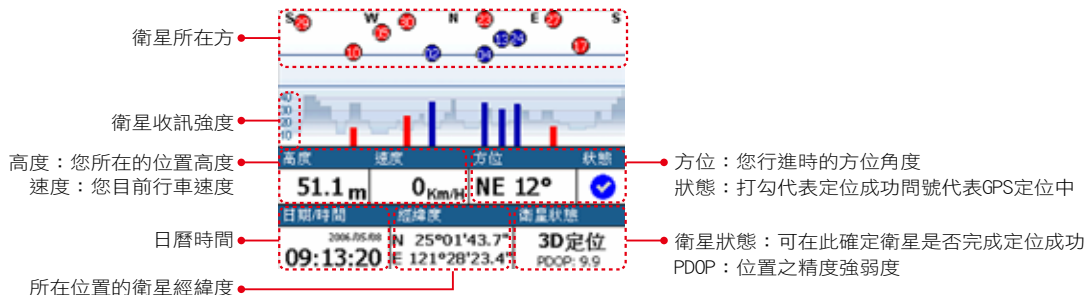 S W N E S
29 30 23 27
05 13 24
10 02 04 17
衛星所在方
40
30
20
10
衛星收訊強度
高度：您所在的位置高度
速度：您目前行車速度
高度 速度 方位 狀態
51.1 m 0 Km/H NE 12°
方位：您行進時的方位角度
狀態：打勾代表定位成功問號代表GPS定位中
日期/時間 經緯度 衛星狀態
日曆時間
2006/05/08
09:13:20
N 25°01'43.7"
E 121°28'23.4"
3D定位
PDOP: 9.9
衛星狀態：可在此確定衛星是否完成定位成功
PDOP：位置之精度強弱度
所在位置的衛星經緯度